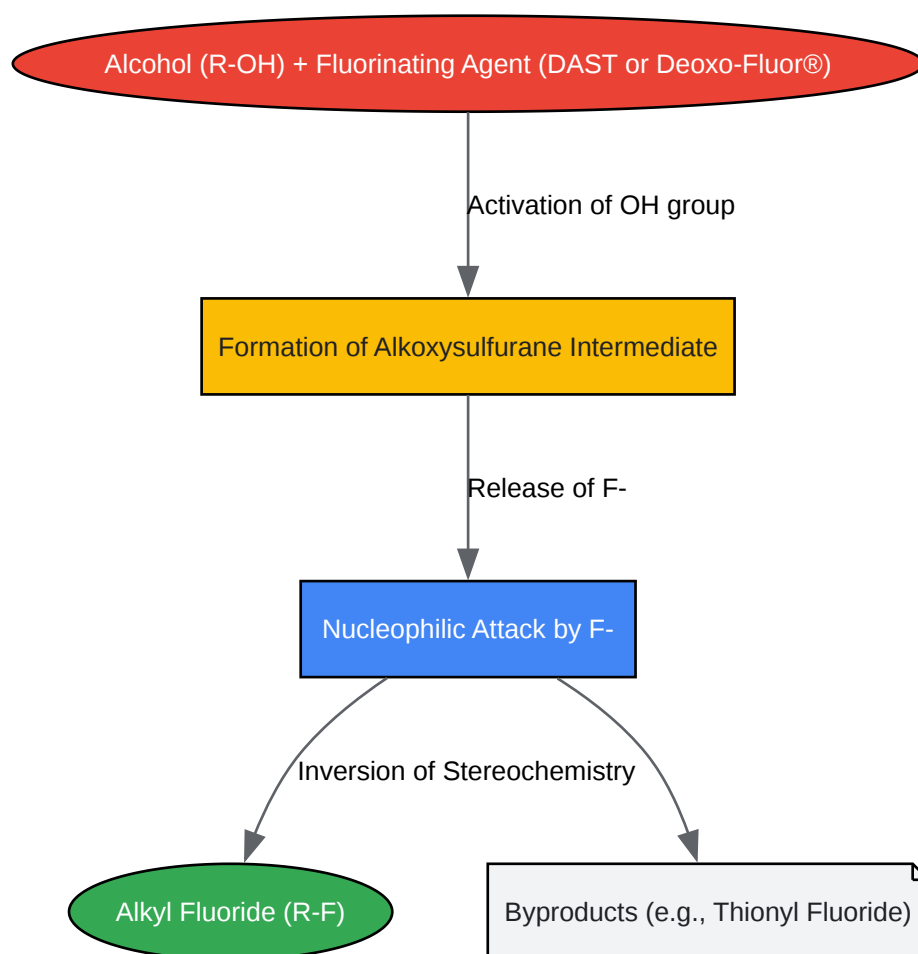 Alcohol (R-OH) + Fluorinating Agent (DAST or Deoxo-Fluor®)
Activation of OH group
Formation of Alkoxysulfurane Intermediate
Release of F-
Nucleophilic Attack by F-
Inversion of Stereochemistry
Alkyl Fluoride (R-F)
Byproducts (e.g., Thionyl Fluoride)